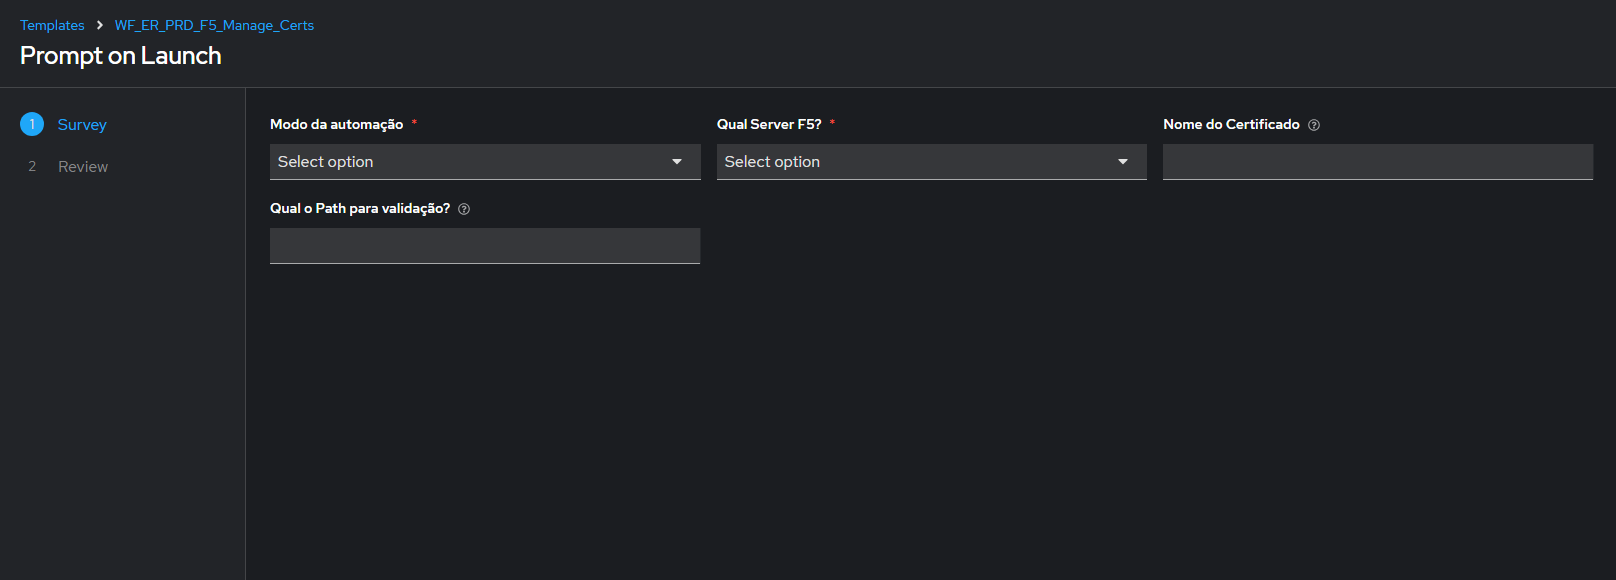 Templates > WF_ER_PRD_F5_Manage_Certs
Prompt on Launch
1 Survey
2 Review
Modo da automação *
Qual Server F5? *
Nome do Certificado
Select option
Select option
Qual o Path para validação?